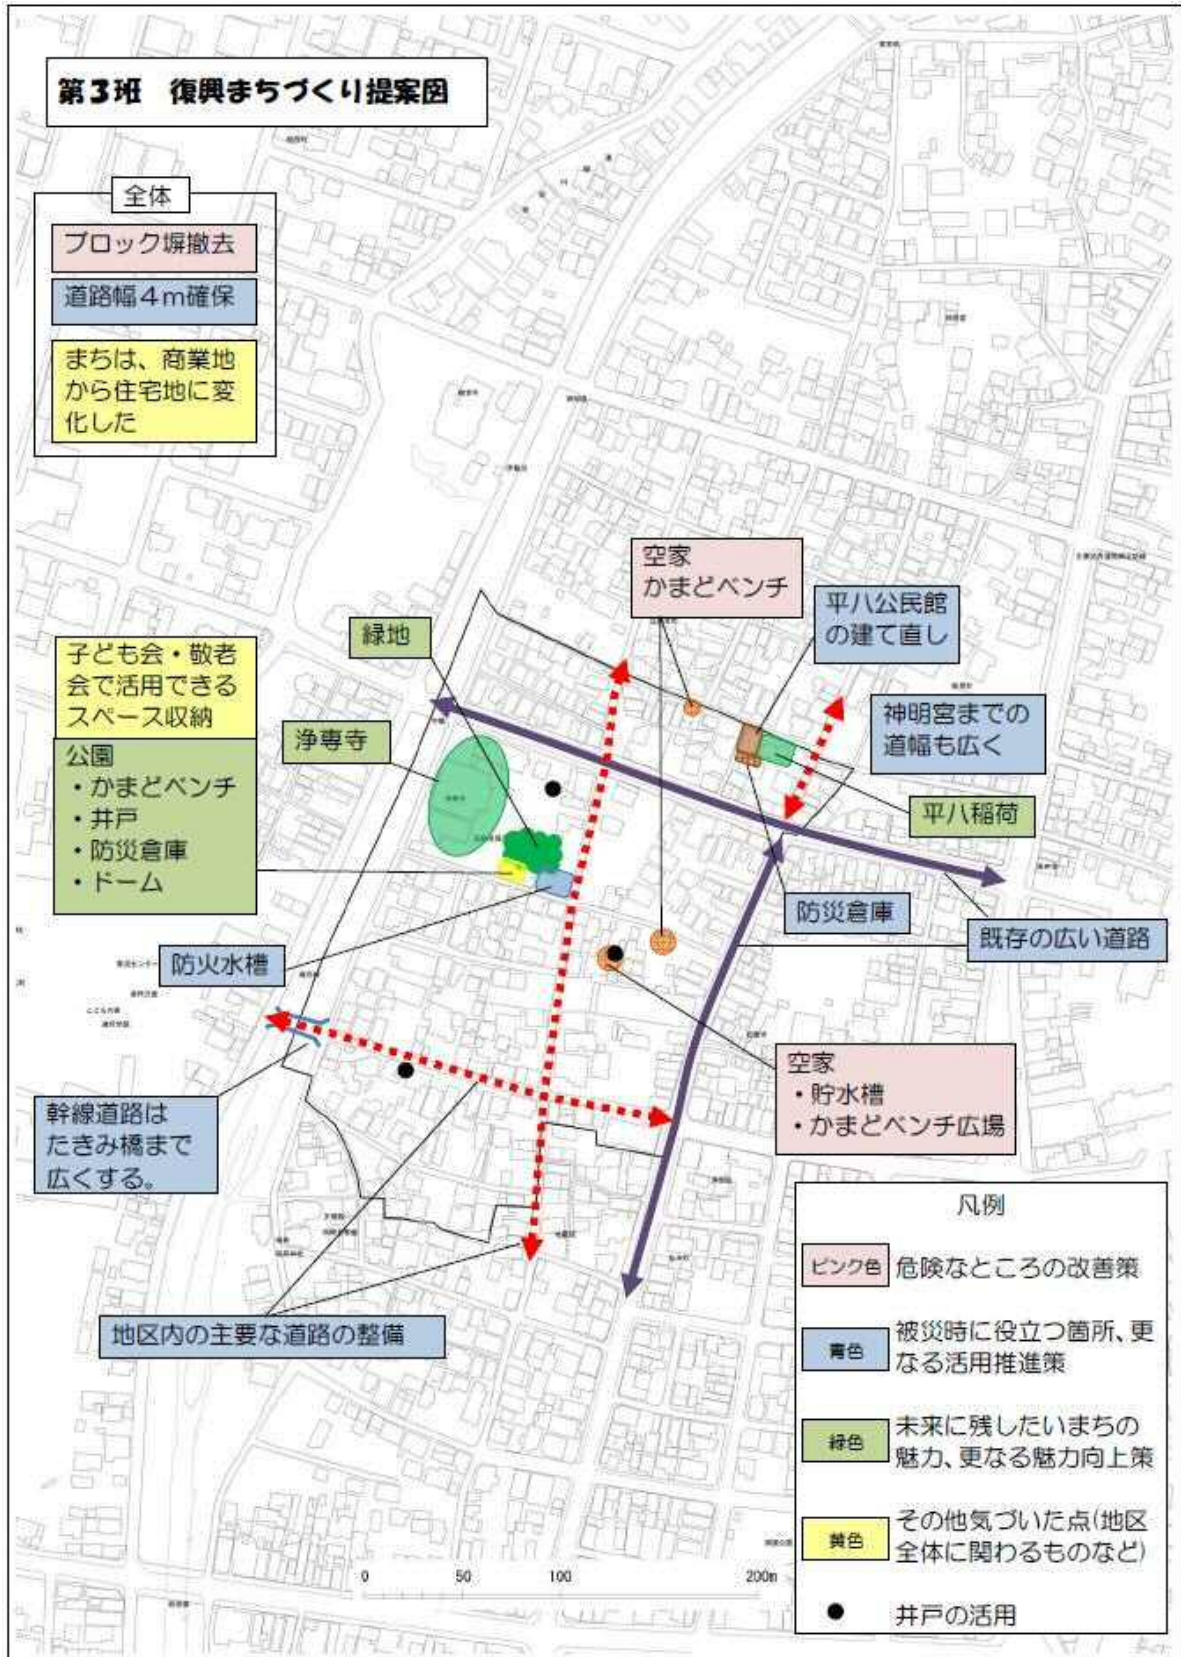 第3班 復興まちづくり提案図
全体
ブロック塀撤去
道路幅4m確保
まちは、商業地
から住宅地に変
化した
空家
かまどベンチ
平八公民館
の建て直し
緑地
子ども会・敬老
会で活用できる
スペース収納
浄専寺
神明宮までの
道幅も広く
公園
・かまどベンチ
・井戸
・防災倉庫
・ドーム
平八稲荷
防災倉庫
既存の広い道路
防火水槽
空家
・貯水槽
・かまどベンチ広場
幹線道路は
たきみ橋まで
広くする。
地区内の主要な道路の整備
凡例
ピンク色 危険なところの改善策
青色 被災時に役立つ箇所、更
なる活用推進策
緑色 未来に残したいまちの
魅力、更なる魅力向上策
黄色 その他気づいた点(地区
全体に関わるものなど)
● 井戸の活用
0 50 100 200m